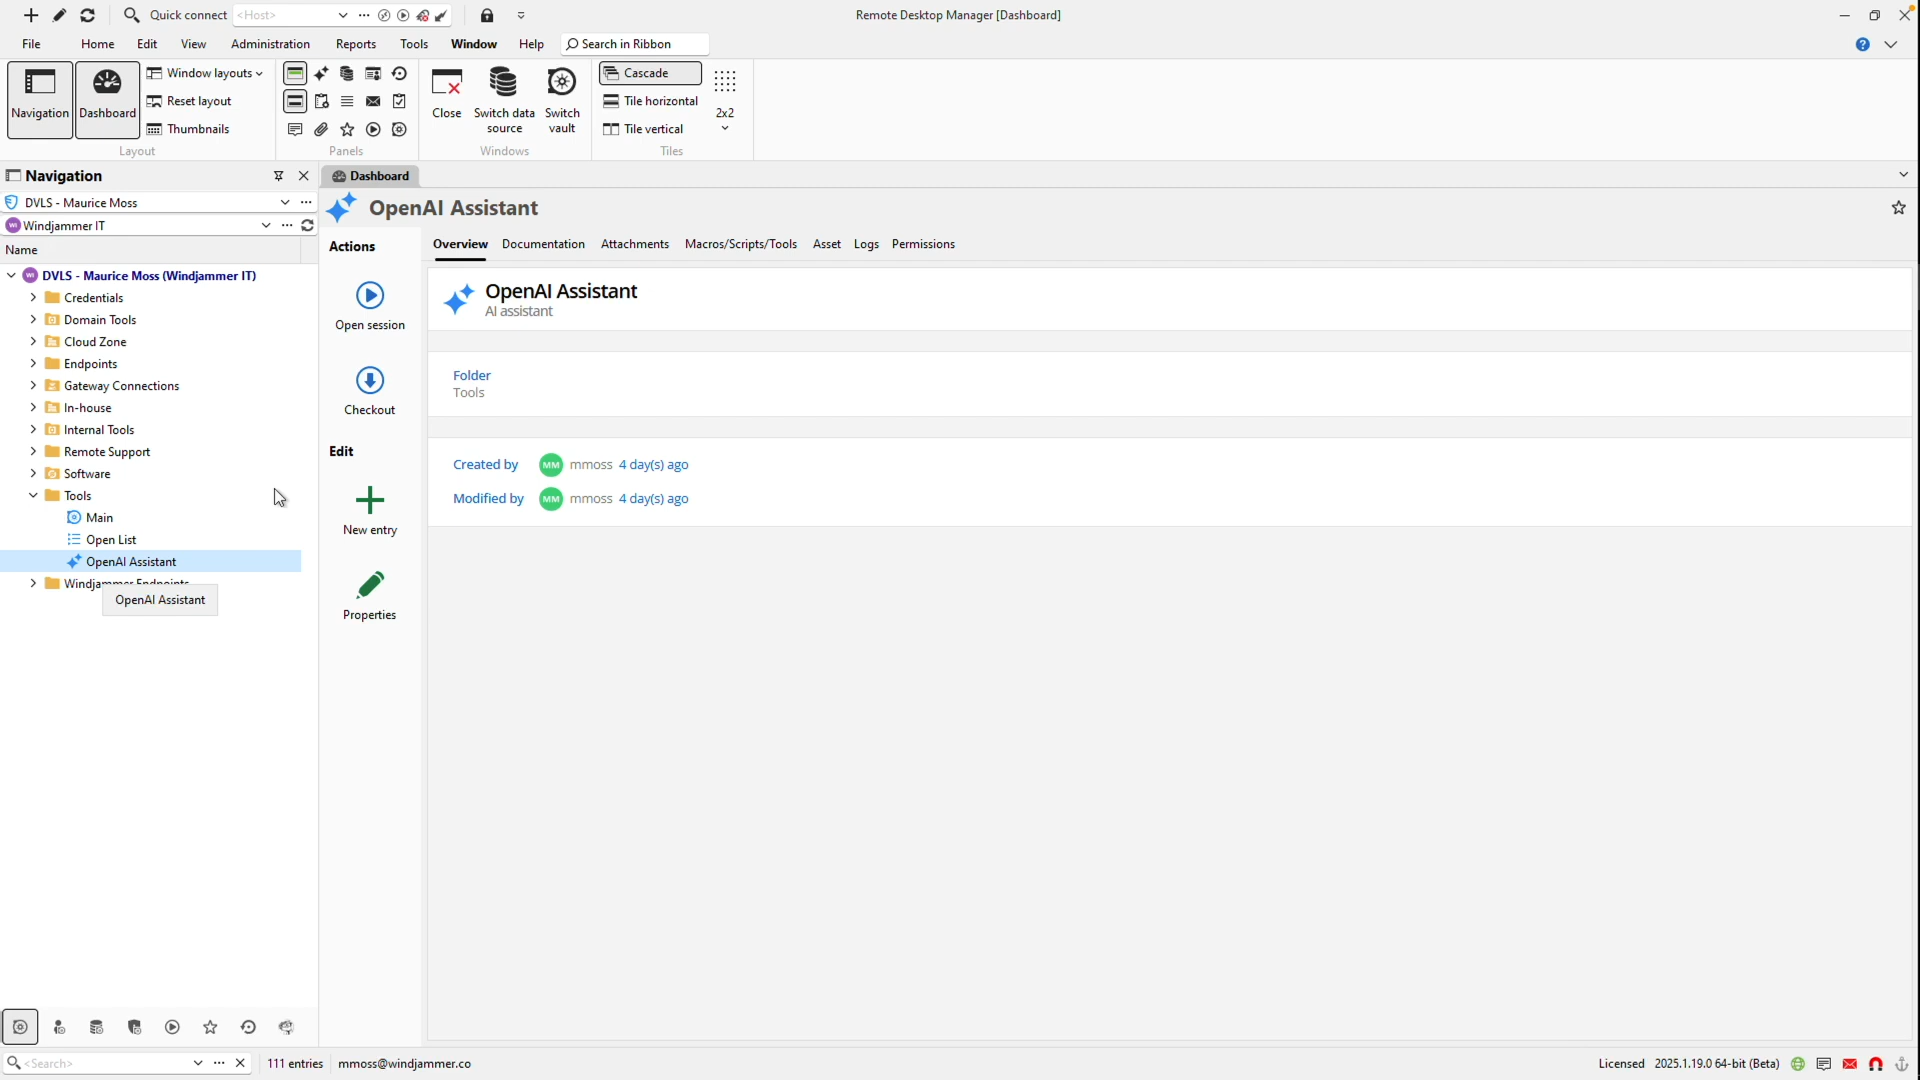 Quick connect <Host>
Remote Desktop Manager [Dashboard]
File Home Edit View Administration Reports Tools Window Help Search in Ribbon
Navigation
Dashboard
Window layouts
Reset layout
Thumbnails
Layout
Panels
Close
Switch data source
Switch vault
Windows
Cascade
Tile horizontal
Tile vertical
2x2
Tiles
Navigation
DVLS - Maurice Moss
WI Windjammer IT
Name
WI DVLS - Maurice Moss (Windjammer IT)
Credentials
Domain Tools
Cloud Zone
Endpoints
Gateway Connections
In-house
Internal Tools
Remote Support
Software
Tools
Main
Open List
OpenAI Assistant
Windjammer Endpoints
OpenAI Assistant
Dashboard
OpenAI Assistant
Actions
Open session
Checkout
Edit
New entry
Properties
Overview Documentation Attachments Macros/Scripts/Tools Asset Logs Permissions
OpenAI Assistant
AI assistant
Folder
Tools
Created by MM mmoss 4 day(s) ago
Modified by MM mmoss 4 day(s) ago
<Search>
111 entries mmoss@windjammer.co
Licensed 2025.1.19.0 64-bit (Beta)